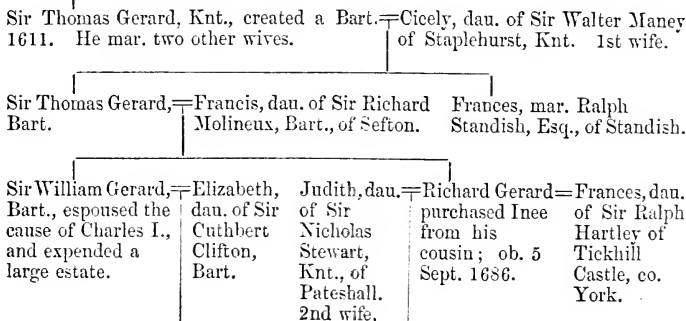 Sir Thomas Gerard, Knt., created a Bart.=Cicely, dau. of Sir Walter Maney
1611. He mar. two other wives. of Staplehurst, Knt. 1st wife.
Sir Thomas Gerard,=Francis, dau. of Sir Richard
Bart. Molineux, Bart., of Sefton.
Frances, mar. Ralph
Standish, Esq., of Standish.
Sir William Gerard,=Elizabeth,
Bart., espoused the dau. of Sir
cause of Charles I., Cuthbert
and expended a Clifton,
large estate. Bart.
Judith, dau.=Richard Gerard=Frances, dau.
of Sir purchased Inee of Sir Ralph
Nicholas from his Hartley of
Stewart, cousin; ob. 5 Tickhill
Knt., of Sept. 1686. Castle, co.
Pateshall. York.
2nd wife.